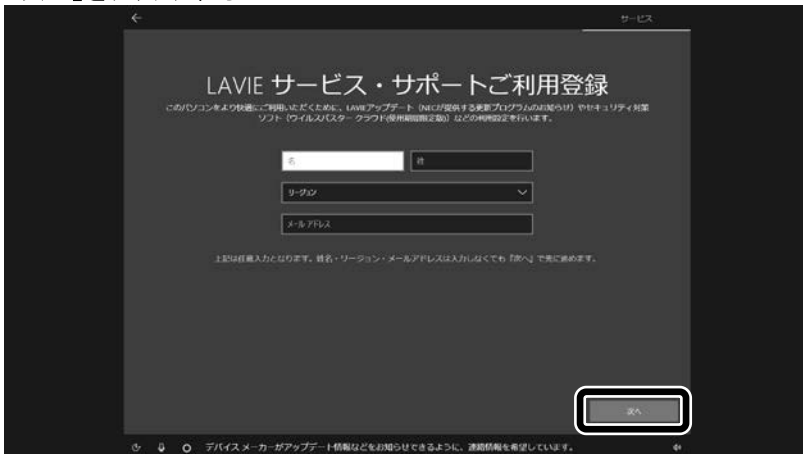 サービス
LAVIE サービス・サポートご利用登録
このパソコンをより快適にご利用いただくために、LAVIEアップデート（NECが提供する更新プログラムのお知らせ）やセキュリティ対策
ソフト（ウイルスバスター クラウド(使用期間限定版)）などの利用設定を行います。
名 姓
リージョン
メール アドレス
上記は任意入力となります。姓名・リージョン・メールアドレスは入力しなくても『次へ』で先に進めます。
次へ
デバイス メーカーがアップデート情報などをお知らせできるように、連絡情報を希望しています。